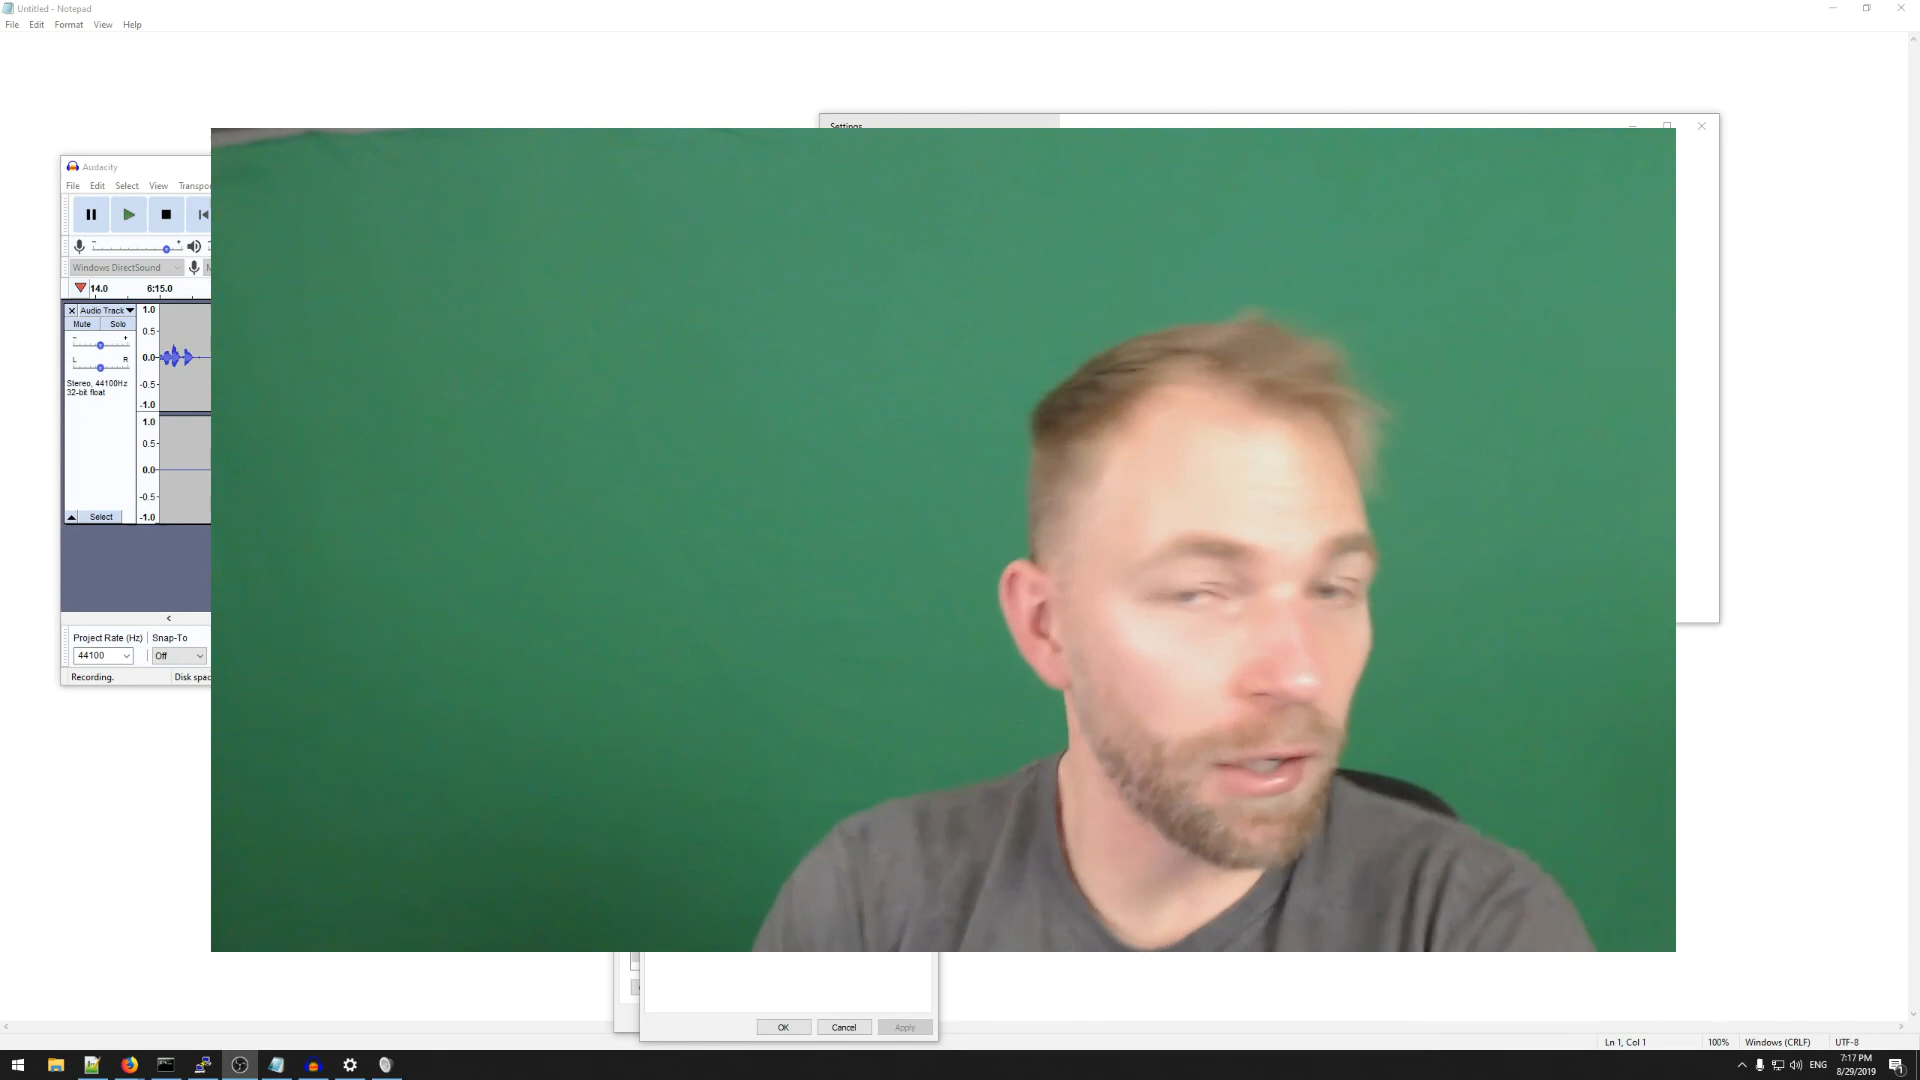 Untitled - Notepad
File Edit Format View Help
Settings
Audacity
File Edit Select View Transpo
Windows DirectSound
14.0 6:15.0
Audio Track
Mute Solo
- +
L R
Stereo, 44100Hz
32-bit float
1.0
0.5
0.0
-0.5
-1.0
1.0
0.5
0.0
-0.5
-1.0
Select
Project Rate (Hz) Snap-To
44100 Off
Recording. Disk spac
OK Cancel Apply
Ln 1, Col 1 100% Windows (CRLF) UTF-8
ENG
7:17 PM
8/29/2019